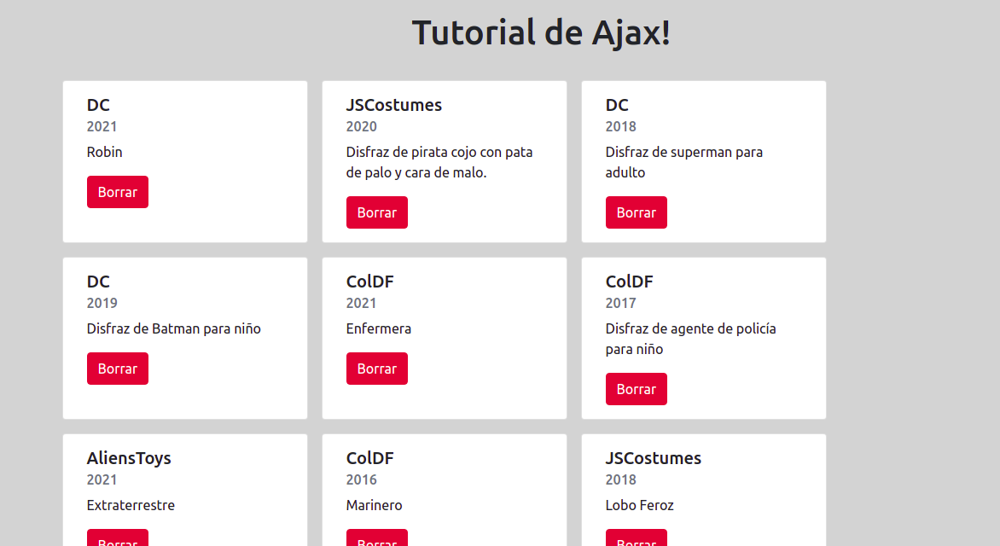 Tutorial de Ajax!
DC
2021
Robin
Borrar
JSCostumes
2020
Disfraz de pirata cojo con pata
de palo y cara de malo.
Borrar
DC
2018
Disfraz de superman para
adulto
Borrar
DC
2019
Disfraz de Batman para niño
Borrar
ColDF
2021
Enfermera
Borrar
ColDF
2017
Disfraz de agente de policía
para niño
Borrar
AliensToys
2021
Extraterrestre
Borrar
ColDF
2016
Marinero
Borrar
JSCostumes
2018
Lobo Feroz
Borrar